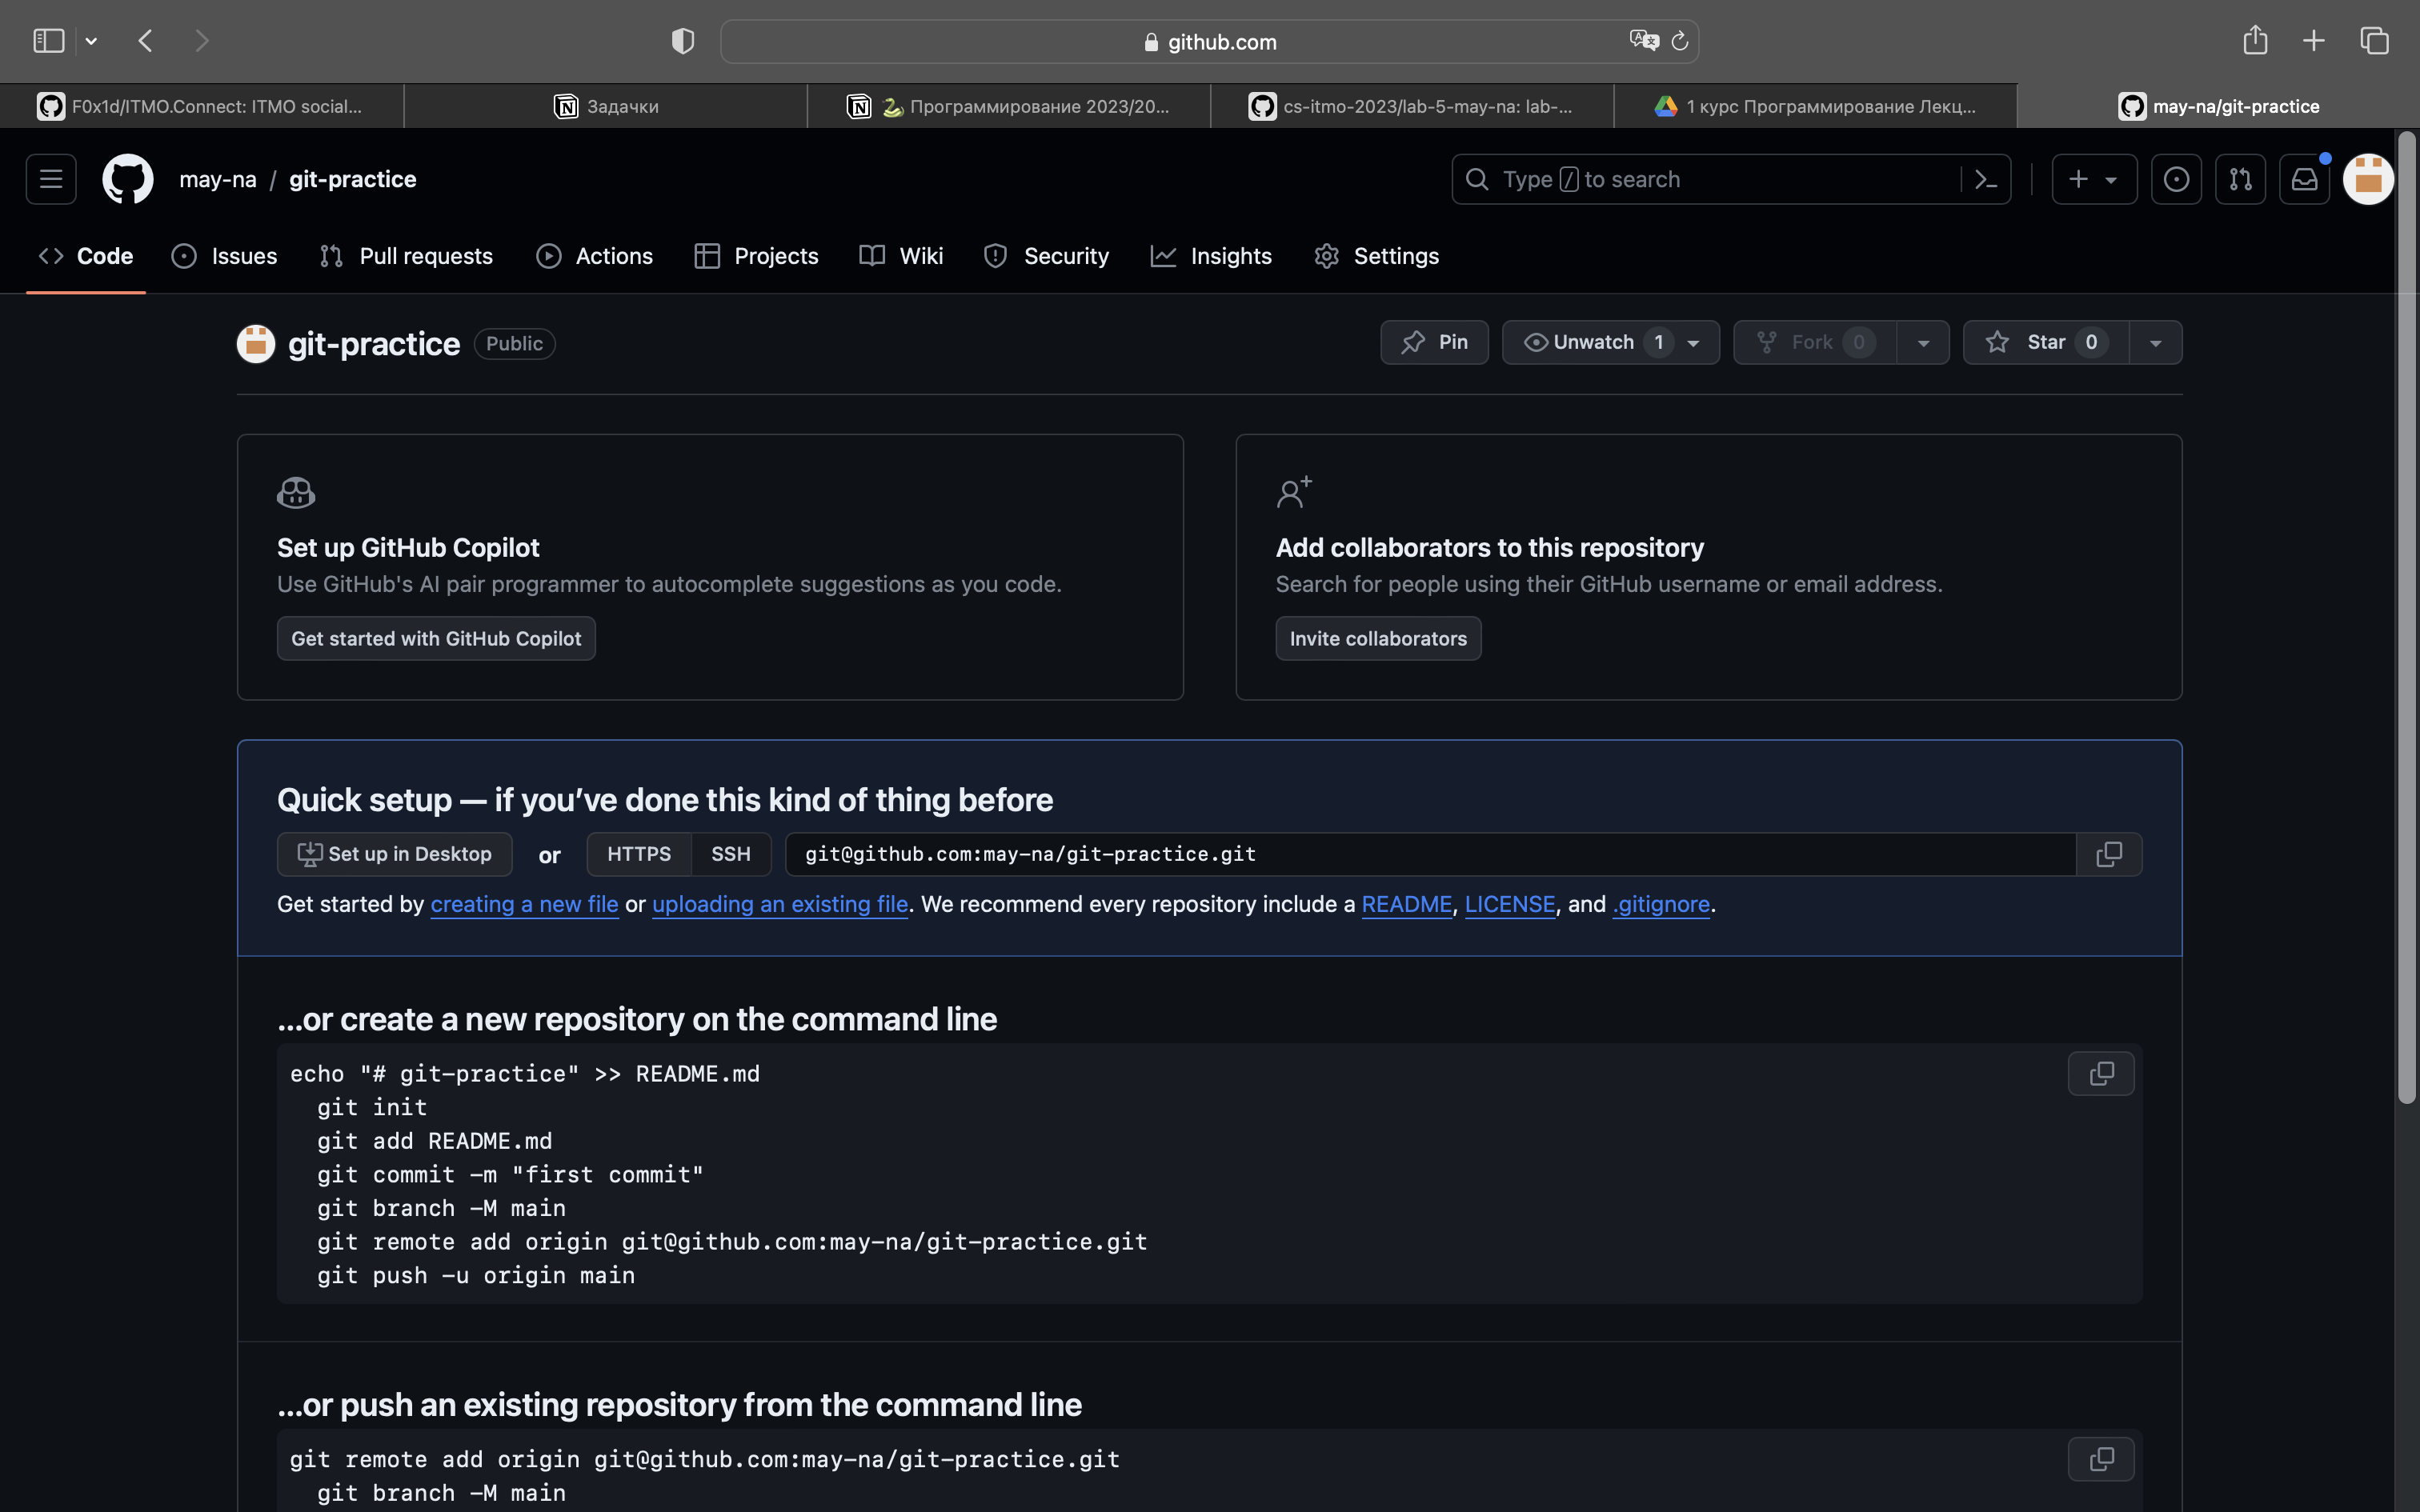 github.com
F0x1d/ITMO.Connect: ITMO social...
Задачки
🐍 Программирование 2023/20...
cs-itmo-2023/lab-5-may-na: lab-...
1 курс Программирование Лекц...
may-na/git-practice
may-na / git-practice
Type / to search
Code Issues Pull requests Actions Projects Wiki Security Insights Settings
git-practice Public
Pin Unwatch 1 Fork 0 Star 0
Set up GitHub Copilot
Use GitHub's AI pair programmer to autocomplete suggestions as you code.
Get started with GitHub Copilot
Add collaborators to this repository
Search for people using their GitHub username or email address.
Invite collaborators
Quick setup — if you’ve done this kind of thing before
Set up in Desktop or HTTPS SSH git@github.com:may-na/git-practice.git
Get started by creating a new file or uploading an existing file. We recommend every repository include a README, LICENSE, and .gitignore.
...or create a new repository on the command line
echo "# git-practice" >> README.md
git init
git add README.md
git commit -m "first commit"
git branch -M main
git remote add origin git@github.com:may-na/git-practice.git
git push -u origin main
...or push an existing repository from the command line
git remote add origin git@github.com:may-na/git-practice.git
git branch -M main